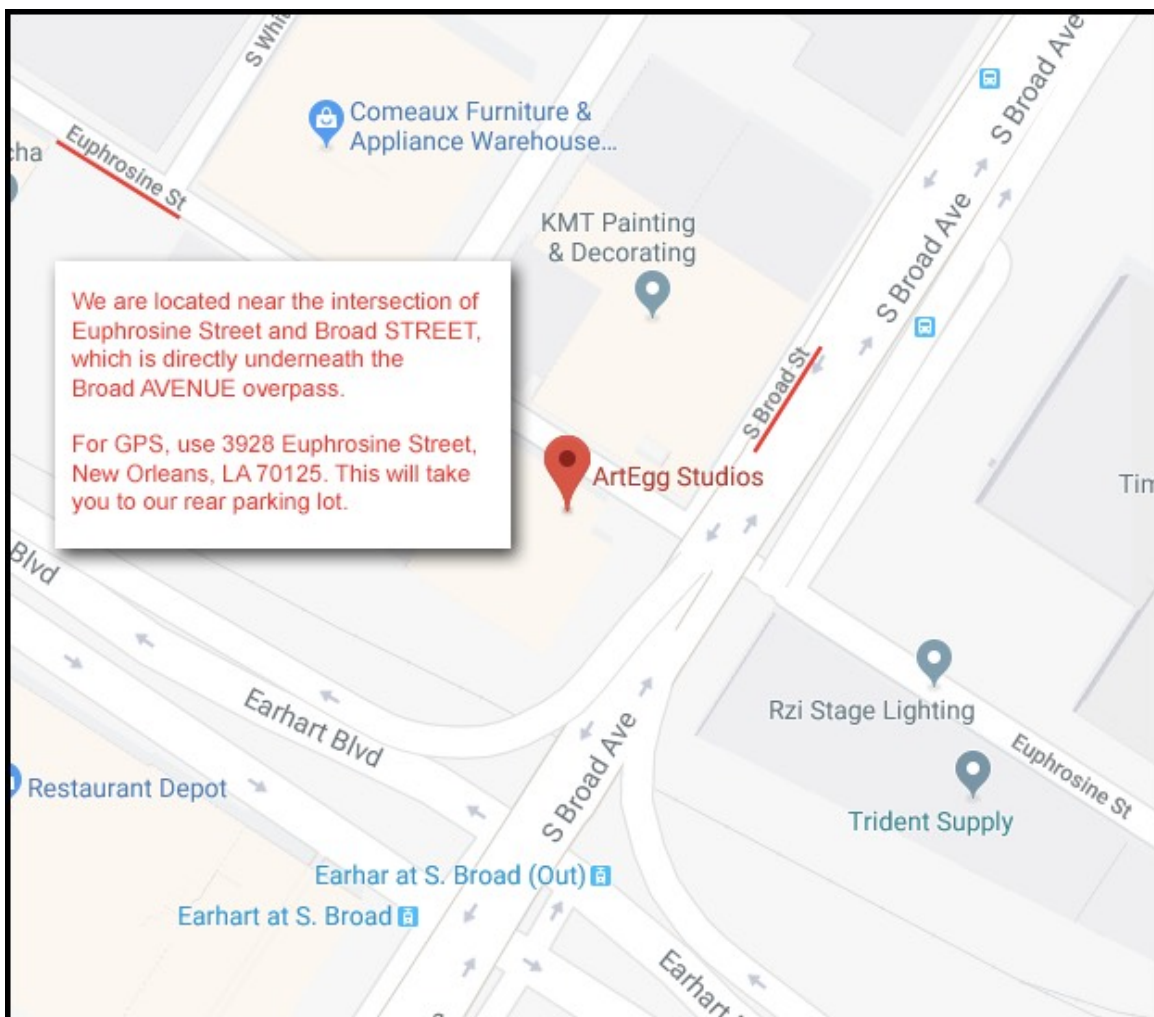 S Whit
S Broad Ave
Comeaux Furniture &
Appliance Warehouse...
cha
Euphrosine St
KMT Painting
& Decorating
S Broad Ave
We are located near the intersection of
Euphrosine Street and Broad STREET,
which is directly underneath the
Broad AVENUE overpass.
For GPS, use 3928 Euphrosine Street,
New Orleans, LA 70125. This will take
you to our rear parking lot.
S Broad St
ArtEgg Studios
Tim
Blvd
Earhart Blvd
Rzi Stage Lighting
Euphrosine St
Restaurant Depot
S Broad Ave
Trident Supply
Earhar at S. Broad (Out)
Earhart at S. Broad
Earhart